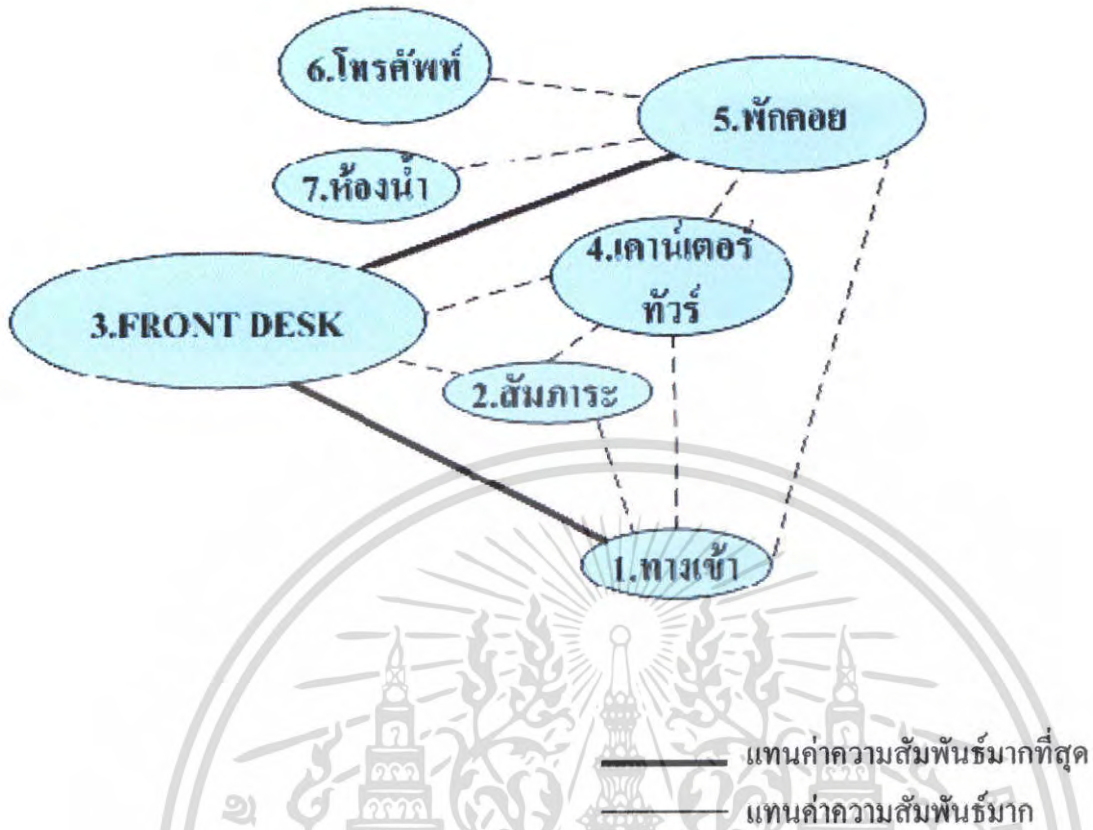 6.โทรศัพท์
5.พักคอย
7.ห้องน้ำ
4.เคาน์เตอร์
ทัวร์
3.FRONT DESK
2.สัมภาระ
1.ทางเข้า
แทนค่าความสัมพันธ์มากที่สุด
แทนค่าความสัมพันธ์มาก